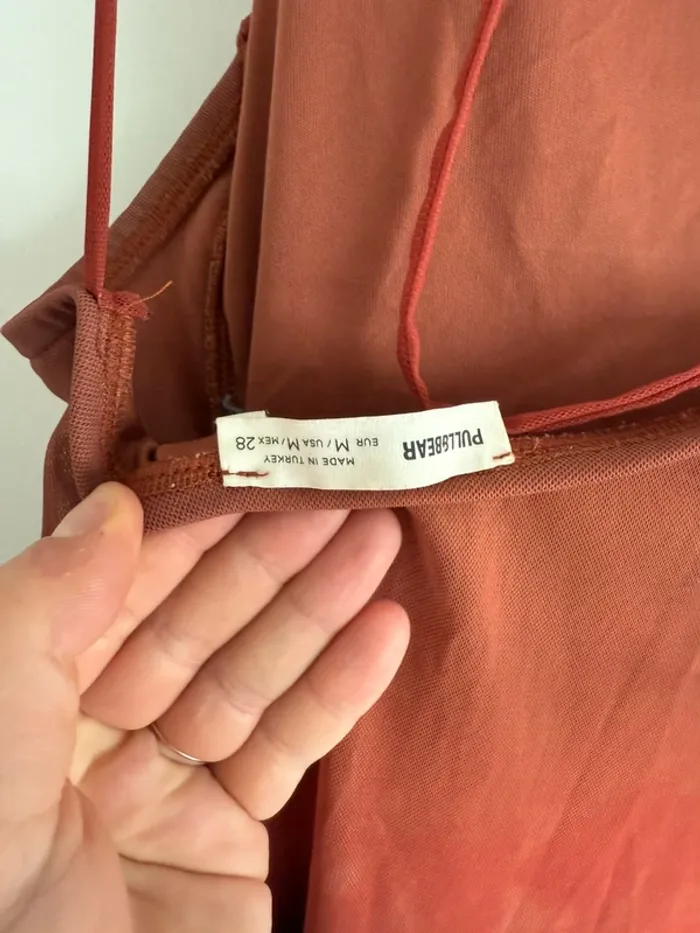 PULL&BEAR
MADE IN TURKEY
EUR M / USA M / MEX 28